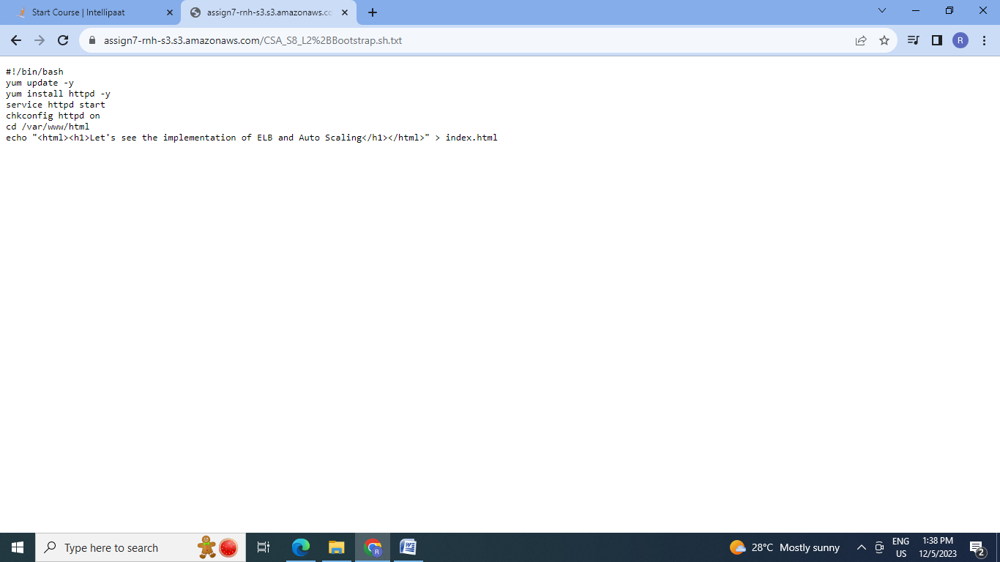 Start Course | Intellipaat
assign7-rnh-s3.s3.amazonaws.co
assign7-rnh-s3.s3.amazonaws.com/CSA_S8_L2%2BBootstrap.sh.txt
R
#!/bin/bash
yum update -y
yum install httpd -y
service httpd start
chkconfig httpd on
cd /var/www/html
echo "<html><h1>Let's see the implementation of ELB and Auto Scaling</h1></html>" > index.html
Type here to search
R
W
28°C Mostly sunny
ENG
US
1:38 PM
12/5/2023
2